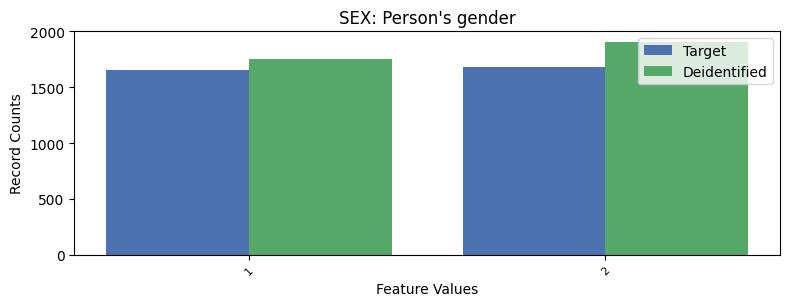 SEX: Person's gender
Record Counts
2000
1500
1000
500
0
Target
Deidentified
1
2
Feature Values